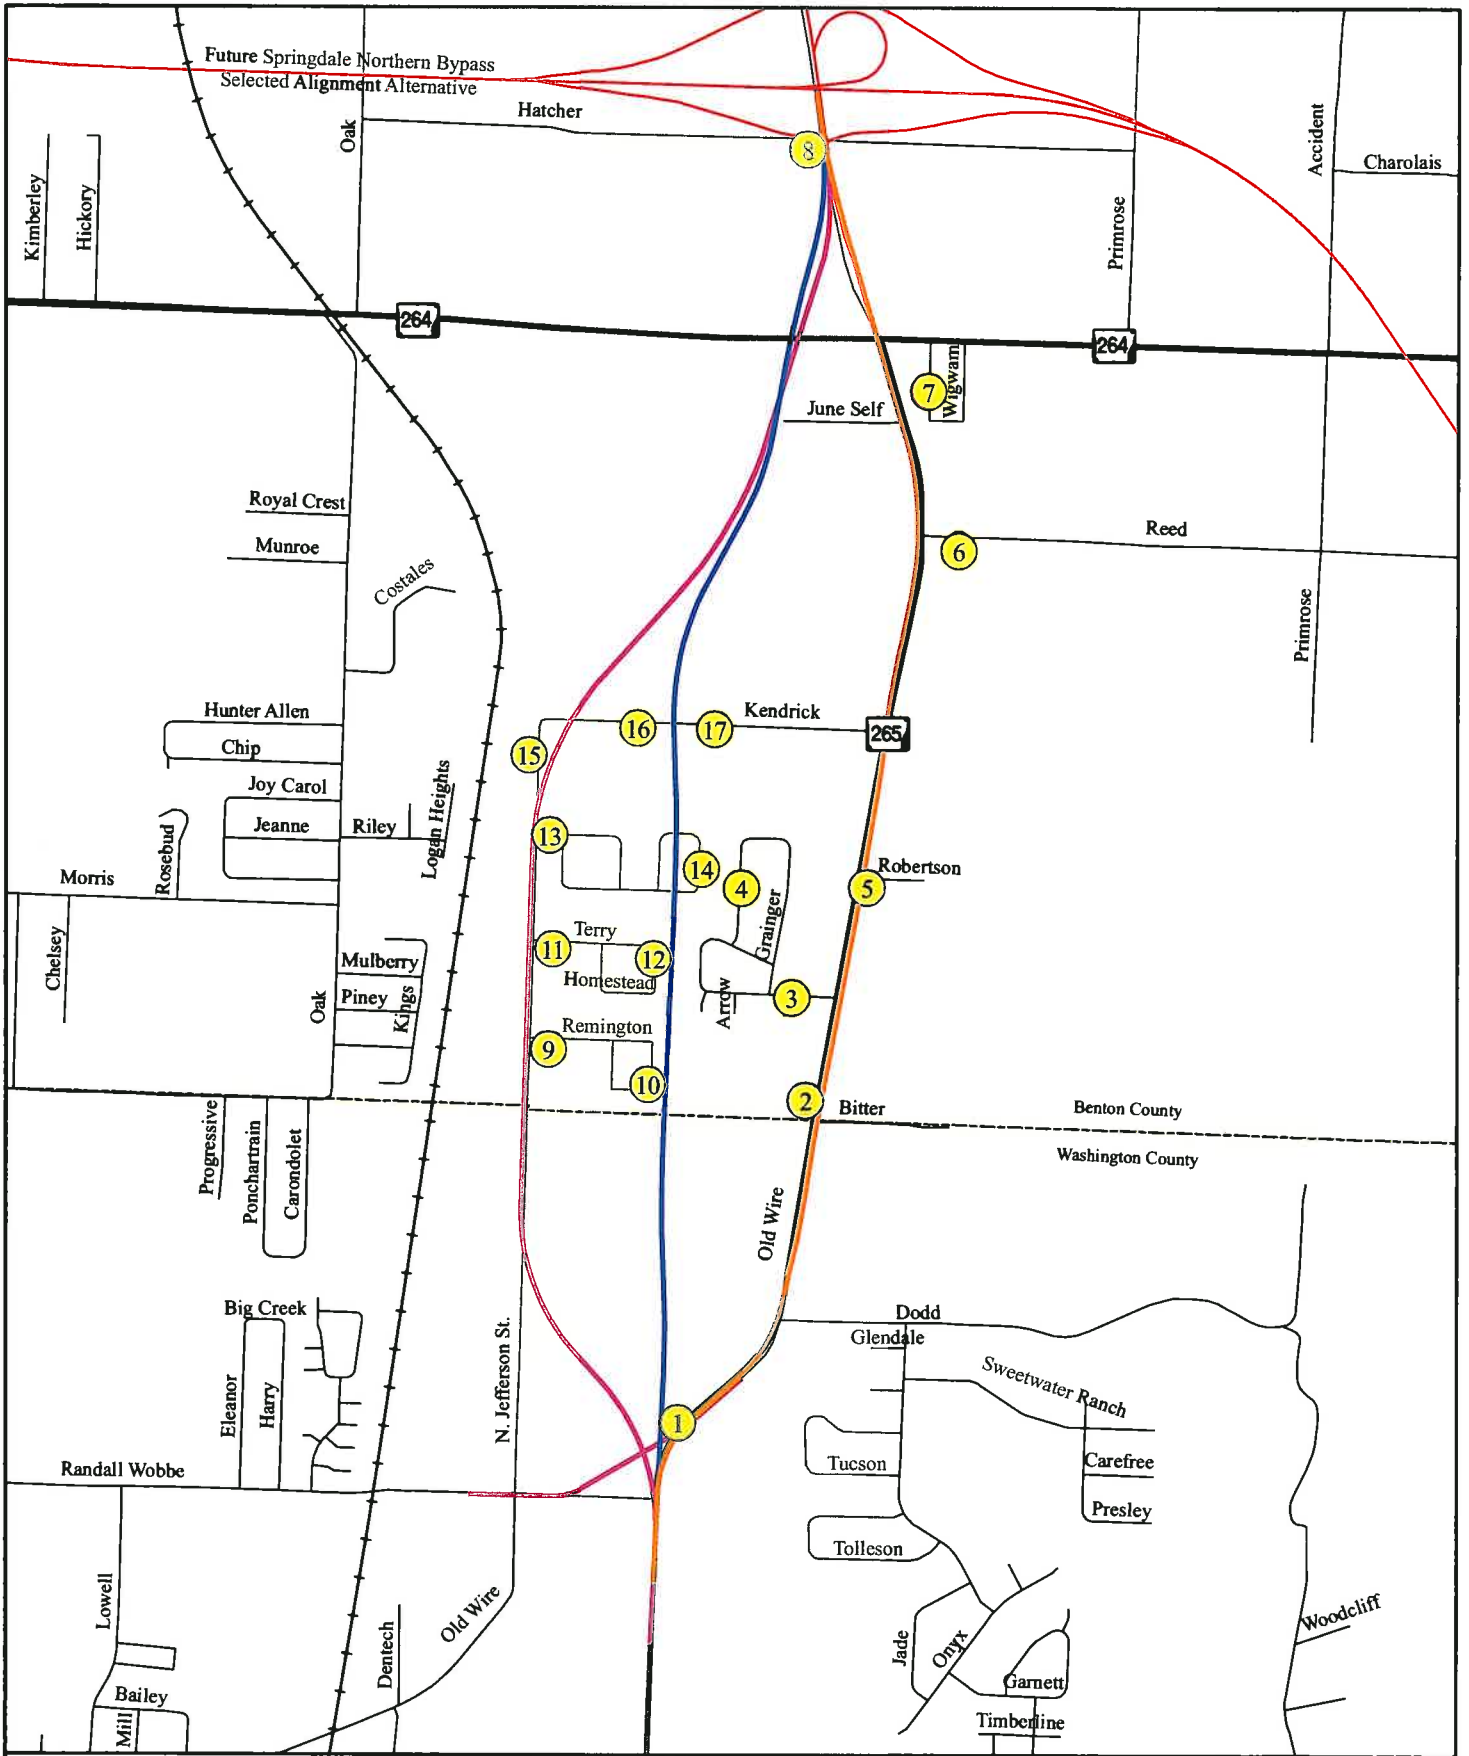 Future Springdale Northern Bypass
Selected Alignment Alternative
Hatcher
Oak
8
Accident
Charolais
Kimberley
Hickory
Primrose
264
264
7
Wigwam
June Self
Royal Crest
Munroe
Reed
6
Costales
Primrose
Hunter Allen
Kendrick
16
17
265
Chip
15
Joy Carol
Logan Heights
Jeanne
Riley
13
Rosebud
14
Robertson
Morris
4
5
Grainger
Chelsey
Terry
11
12
Mulberry
Homestead
Piney
Kings
Oak
Arrow
3
Remington
9
10
2
Bitter
Benton County
Washington County
Progressive
Ponchartrain
Carondolet
Old Wire
Big Creek
Dodd
Glendale
N. Jefferson St.
Sweetwater Ranch
Eleanor
Harry
1
Randall Wobbe
Tucson
Carefree
Presley
Tolleson
Lowell
Old Wire
Dentech
Woodcliff
Jade
Onyx
Garnett
Bailey
Mill
Timberline